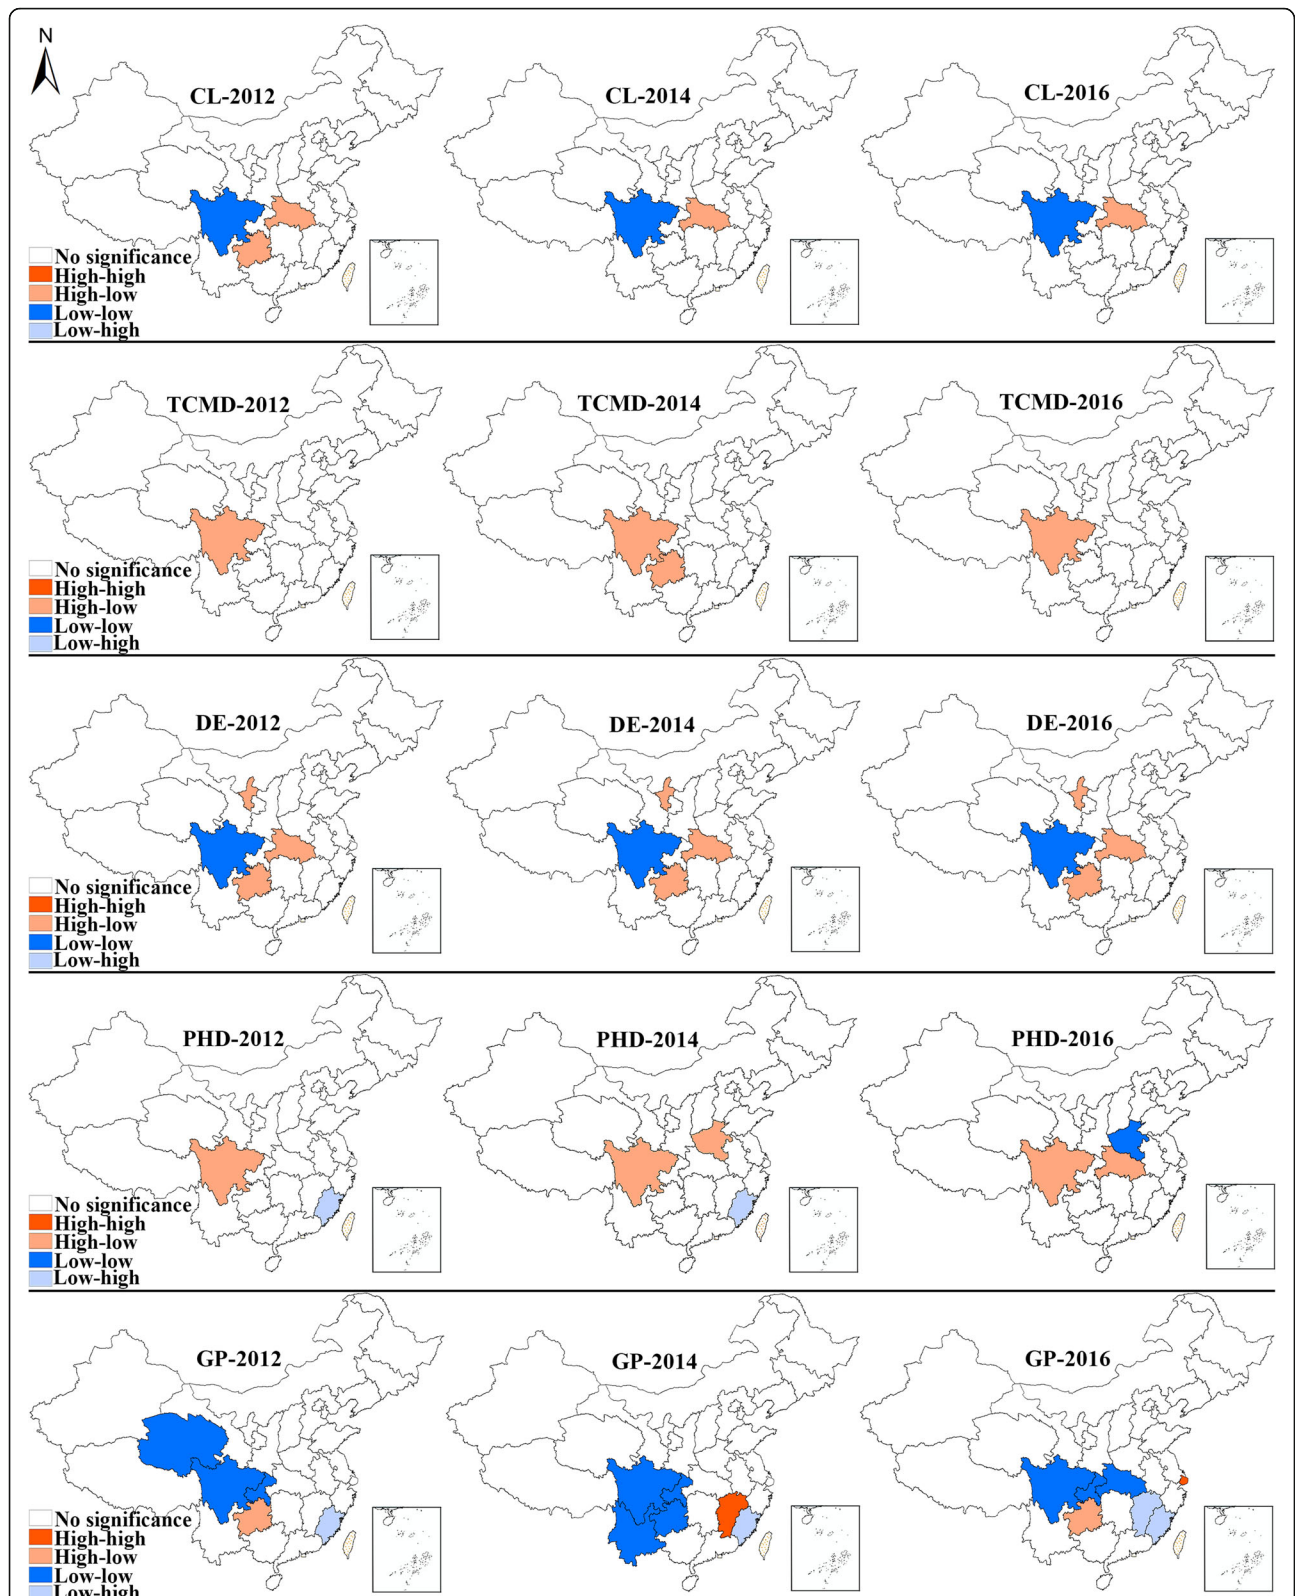 N
CL-2012
CL-2014
CL-2016
No significance
High-high
High-low
Low-low
Low-high
TCMD-2012
TCMD-2014
TCMD-2016
No significance
High-high
High-low
Low-low
Low-high
DE-2012
DE-2014
DE-2016
No significance
High-high
High-low
Low-low
Low-high
PHD-2012
PHD-2014
PHD-2016
No significance
High-high
High-low
Low-low
Low-high
GP-2012
GP-2014
GP-2016
No significance
High-high
High-low
Low-low
Low-high